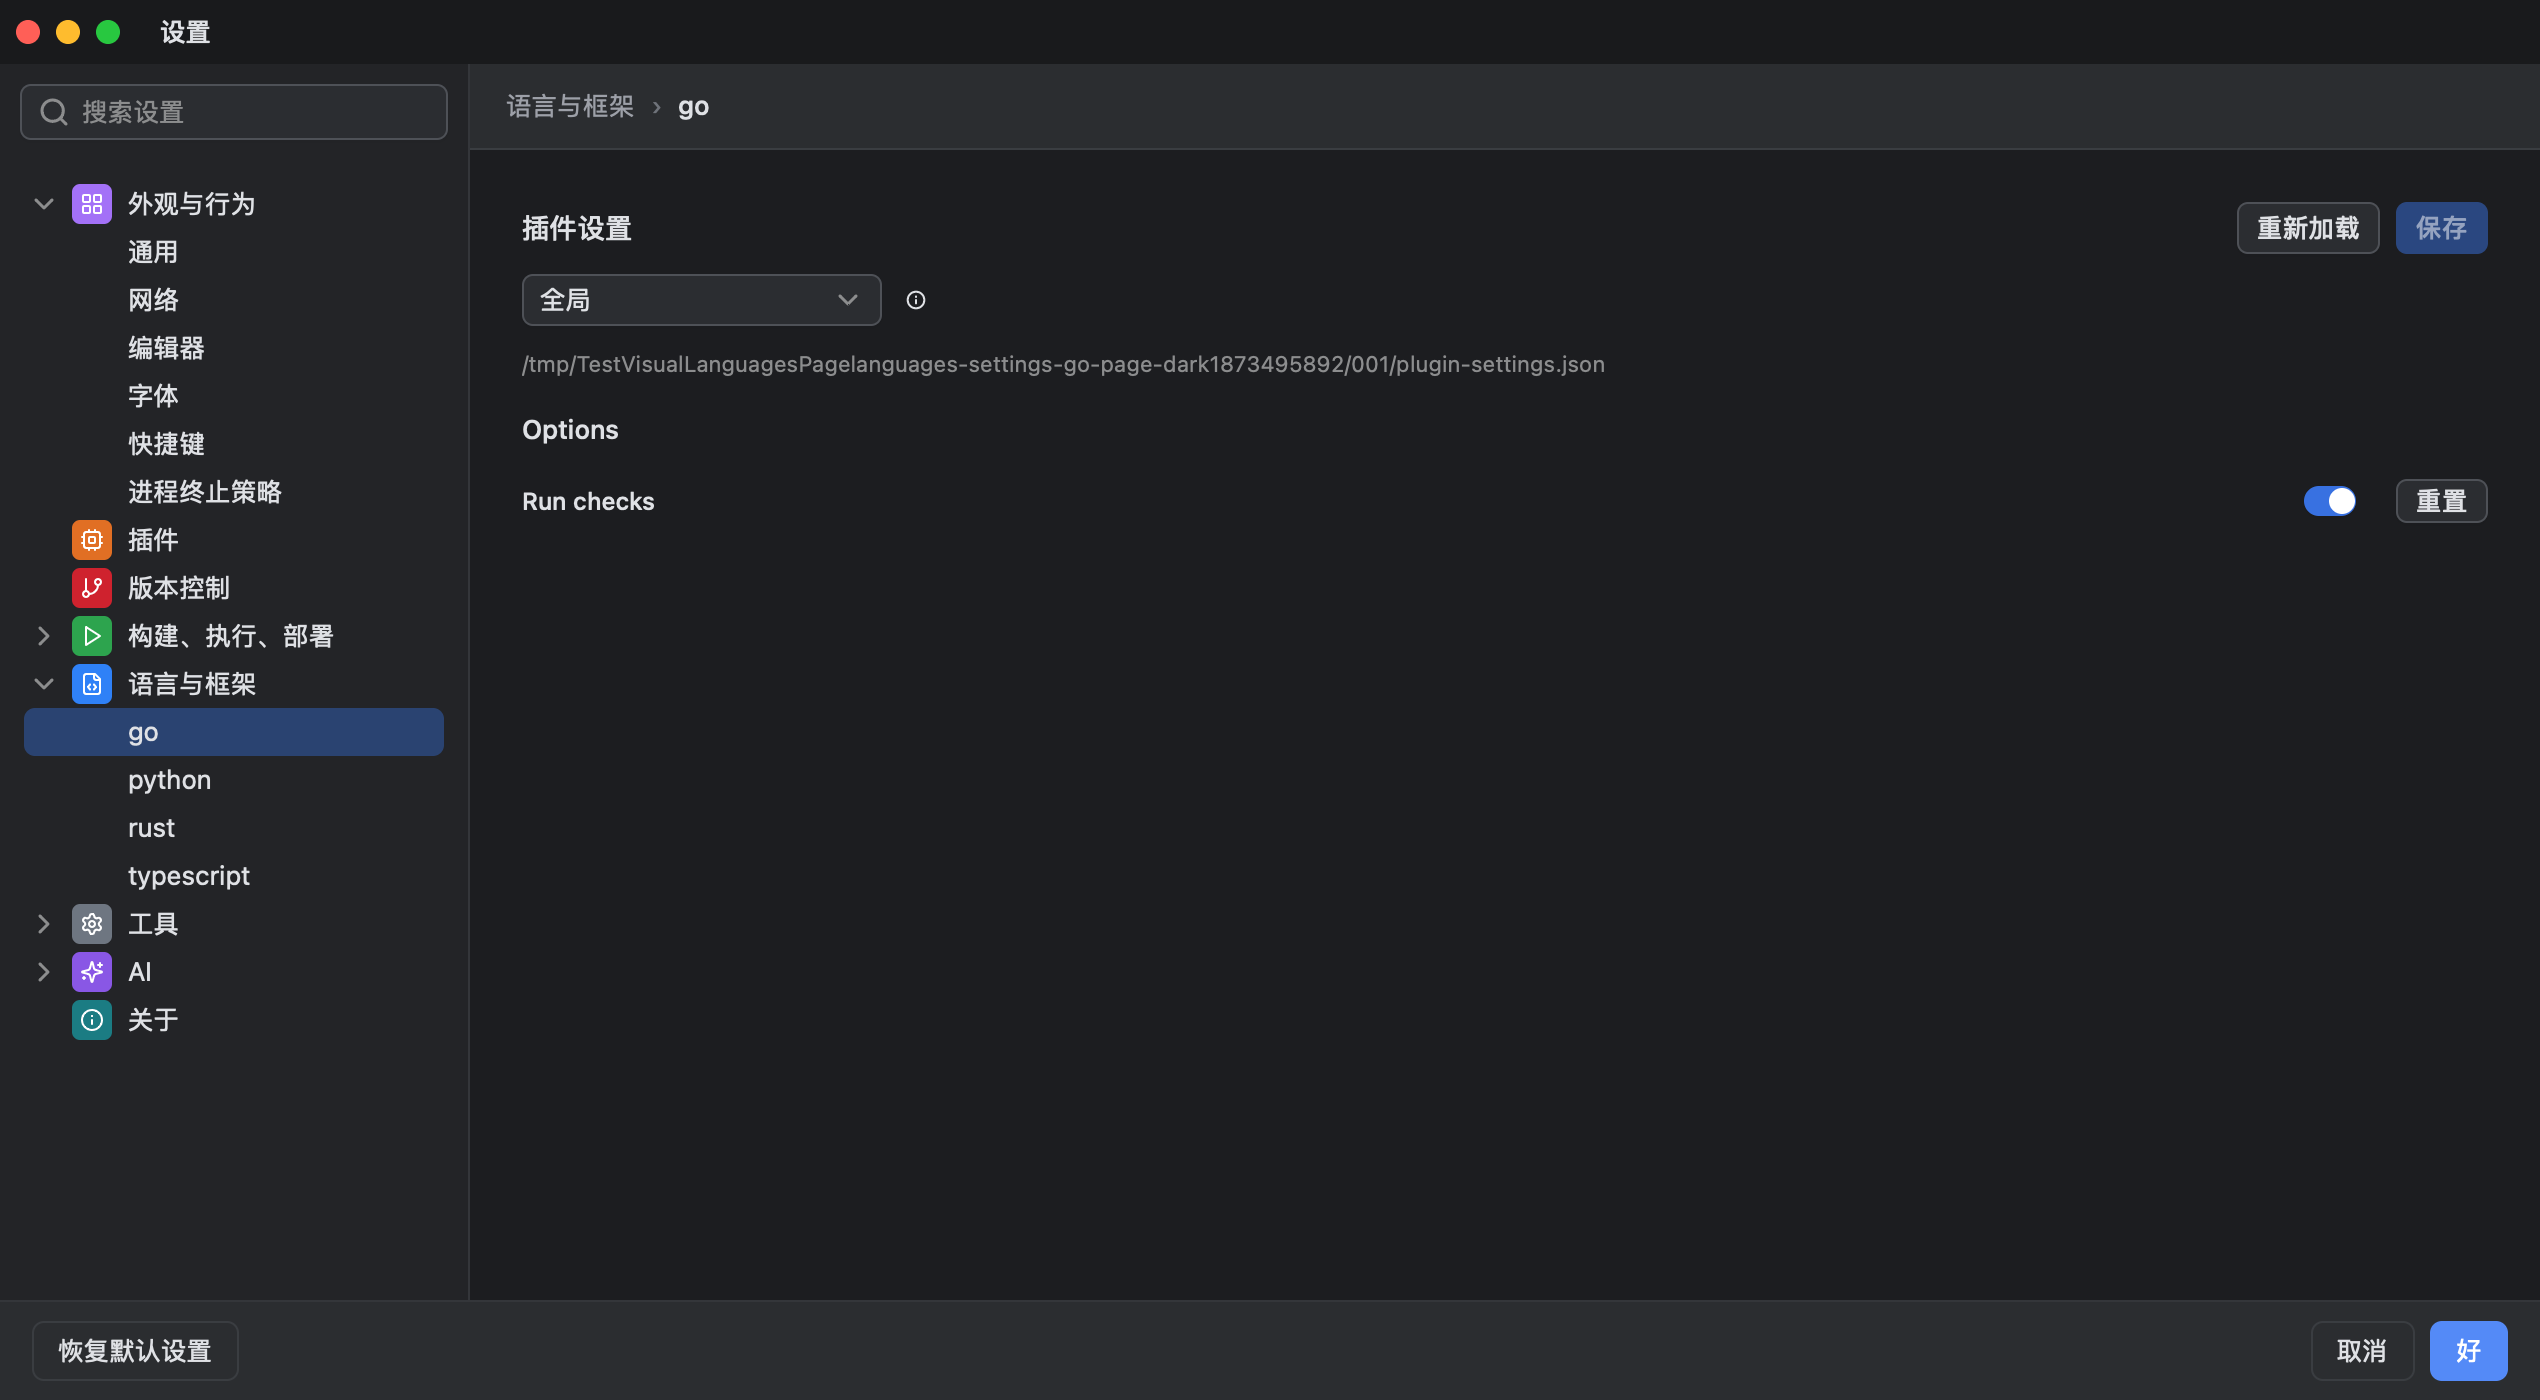 设置
搜索设置
外观与行为
通用
网络
编辑器
字体
快捷键
进程终止策略
插件
版本控制
构建、执行、部署
语言与框架
go
python
rust
typescript
工具
AI
关于
语言与框架 › go
插件设置
重新加载
保存
全局
/tmp/TestVisualLanguagesPagelanguages-settings-go-page-dark1873495892/001/plugin-settings.json
Options
Run checks
重置
恢复默认设置
取消
好